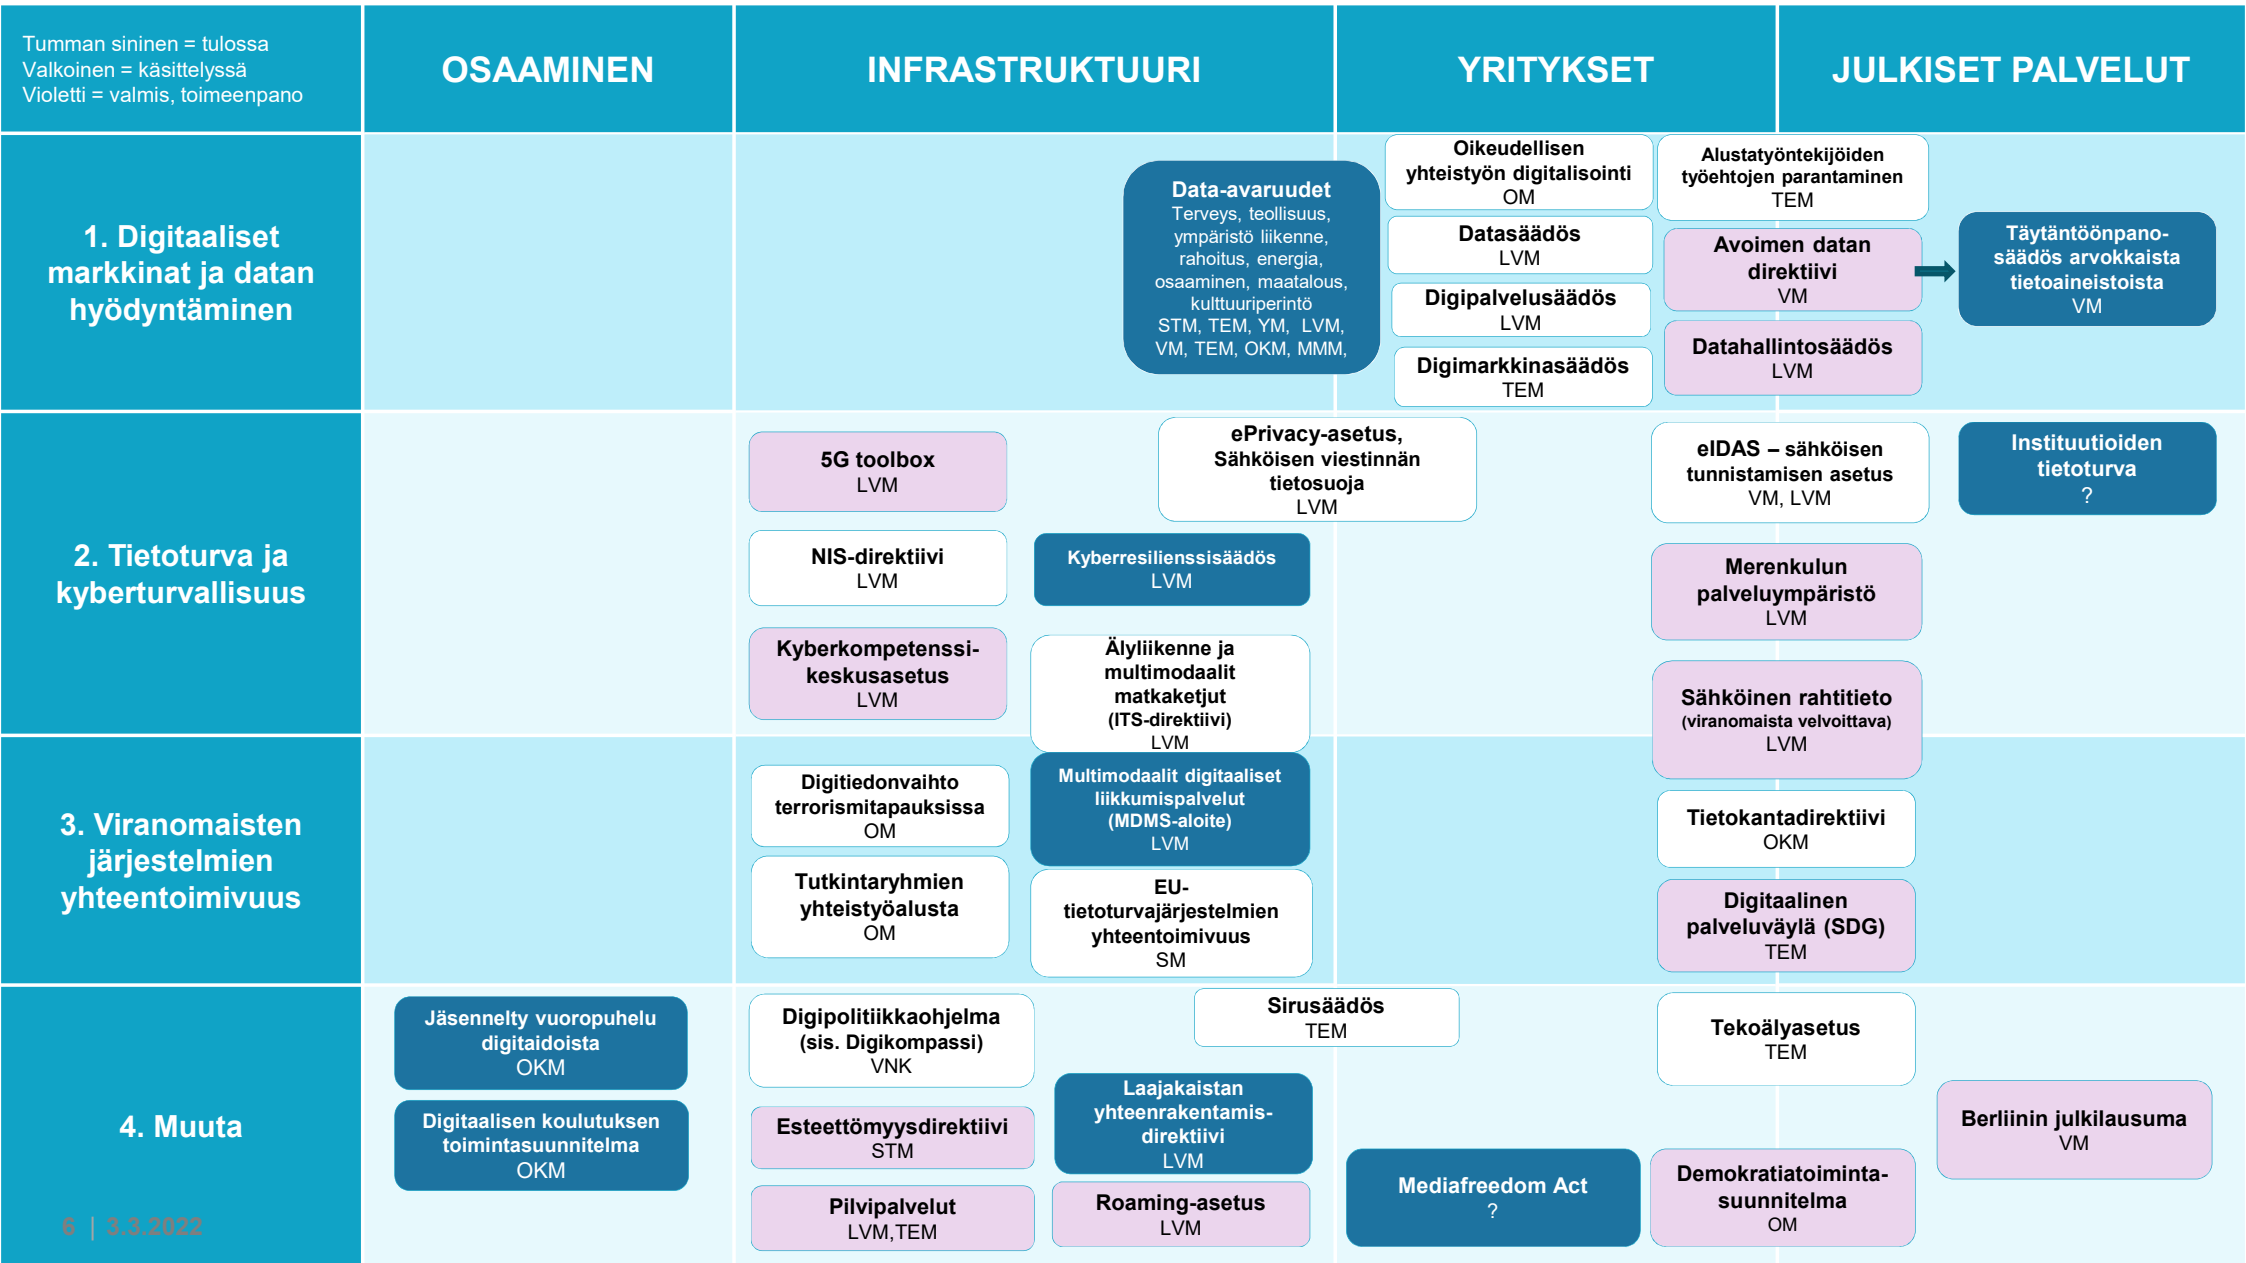 Tumman sininen = tulossa
Valkoinen = käsittelyssä
Violetti = valmis, toimeenpano
OSAAMINEN
INFRASTRUKTUURI
YRITYKSET
JULKISET PALVELUT
1. Digitaaliset
markkinat ja datan
hyödyntäminen
Data-avaruudet
Terveys, teollisuus,
ympäristö liikenne,
rahoitus, energia,
osaaminen, maatalous,
kulttuuriperintö
STM, TEM, YM, LVM,
VM, TEM, OKM, MMM,
Oikeudellisen
yhteistyön digitalisointi
OM
Datasäädös
LVM
Digipalvelusäädös
LVM
Digimarkkinasäädös
TEM
Alustatyöntekijöiden
työehtojen parantaminen
TEM
Avoimen datan
direktiivi
VM
Datahallintosäädös
LVM
Täytäntöönpano-
säädös arvokkaista
tietoaineistoista
VM
2. Tietoturva ja
kyberturvallisuus
5G toolbox
LVM
NIS-direktiivi
LVM
Kyberkompetenssi-
keskusasetus
LVM
ePrivacy-asetus,
Sähköisen viestinnän
tietosuoja
LVM
Kyberresilienssisäädös
LVM
Älyliikenne ja
multimodaalit
matkaketjut
(ITS-direktiivi)
LVM
eIDAS – sähköisen
tunnistamisen asetus
VM, LVM
Merenkulun
palveluympäristö
LVM
Sähköinen rahtitieto
(viranomaista velvoittava)
LVM
Instituutioiden
tietoturva
?
3. Viranomaisten
järjestelmien
yhteentoimivuus
Digitiedonvaihto
terrorismitapauksissa
OM
Tutkintaryhmien
yhteistyöalusta
OM
Multimodaalit digitaaliset
liikkumispalvelut
(MDMS-aloite)
LVM
EU-
tietoturvajärjestelmien
yhteentoimivuus
SM
Tietokantadirektiivi
OKM
Digitaalinen
palveluväylä (SDG)
TEM
4. Muuta
Jäsennelty vuoropuhelu
digitaidoista
OKM
Digitaalisen koulutuksen
toimintasuunnitelma
OKM
Digipolitiikkaohjelma
(sis. Digikompassi)
VNK
Esteettömyysdirektiivi
STM
Pilvipalvelut
LVM,TEM
Sirusäädös
TEM
Laajakaistan
yhteenrakentamis-
direktiivi
LVM
Roaming-asetus
LVM
Mediafreedom Act
?
Tekoälyasetus
TEM
Demokratiatoiminta-
suunnitelma
OM
Berliinin julkilausuma
VM
6 | 3.3.2022